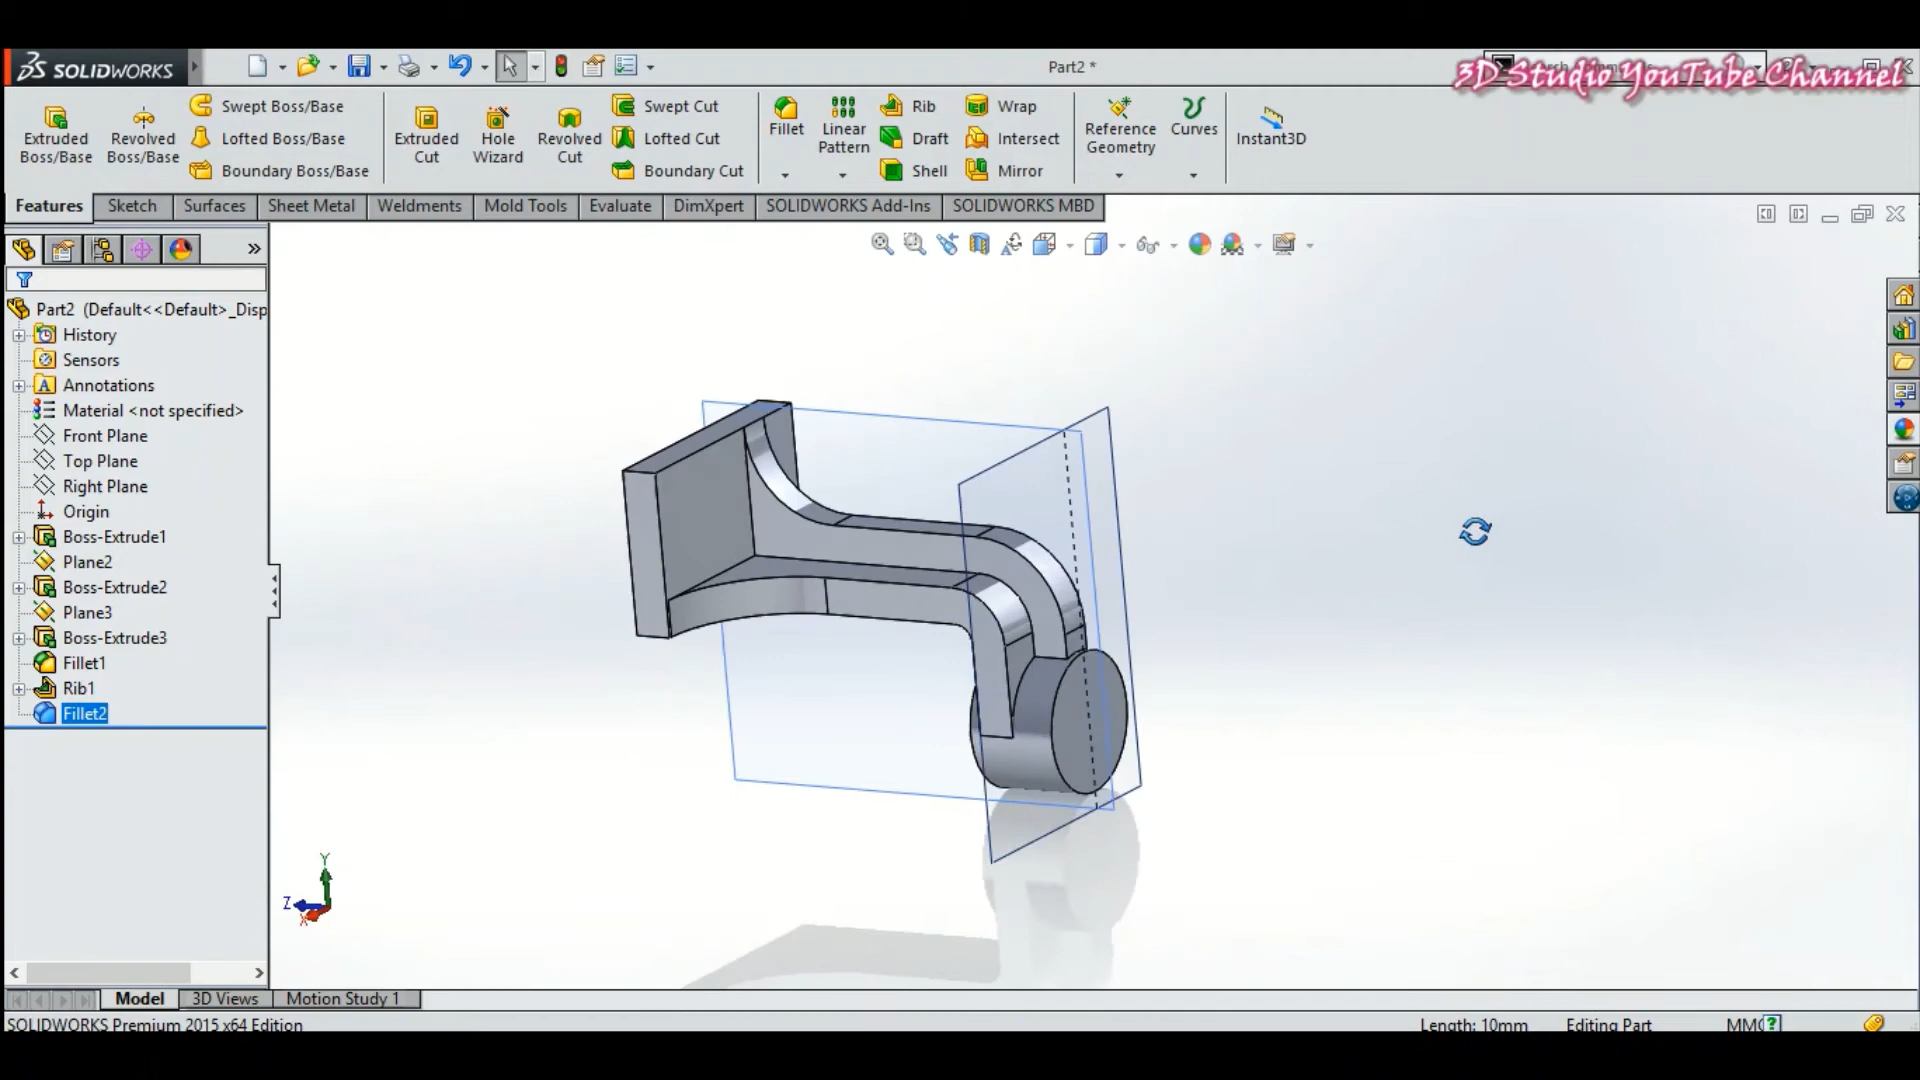 SOLIDWORKS
Part2 *
3D Studio YouTube Channel
Extruded Boss/Base
Revolved Boss/Base
Swept Boss/Base
Lofted Boss/Base
Boundary Boss/Base
Extruded Cut
Hole Wizard
Revolved Cut
Swept Cut
Lofted Cut
Boundary Cut
Fillet
Linear Pattern
Rib
Draft
Shell
Wrap
Intersect
Mirror
Reference Geometry
Curves
Instant3D
Features
Sketch
Surfaces
Sheet Metal
Weldments
Mold Tools
Evaluate
DimXpert
SOLIDWORKS Add-Ins
SOLIDWORKS MBD
Part2 (Default<<Default>_Disp
History
Sensors
A Annotations
Material <not specified>
Front Plane
Top Plane
Right Plane
Origin
Boss-Extrude1
Plane2
Boss-Extrude2
Plane3
Boss-Extrude3
Fillet1
Rib1
Fillet2
Y
Z
X
Model
3D Views
Motion Study 1
SOLIDWORKS Premium 2015 x64 Edition
Length: 10mm
Editing Part